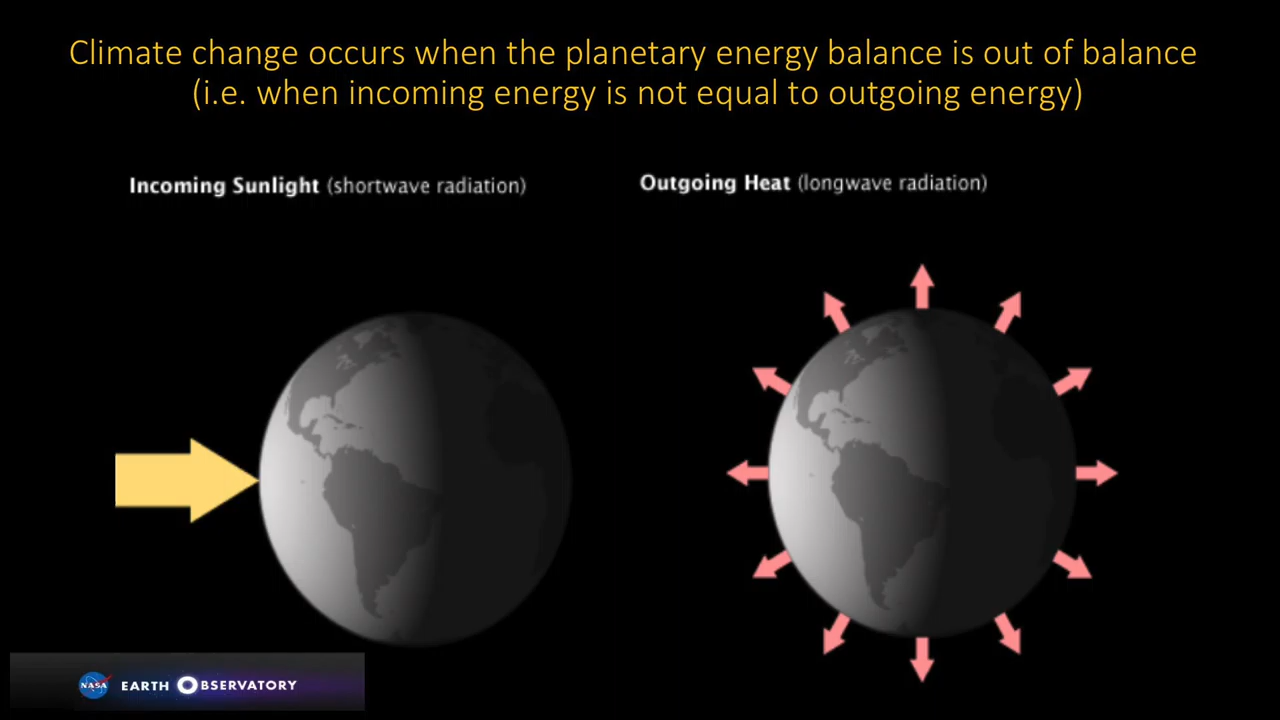 Climate change occurs when the planetary energy balance is out of balance
(i.e. when incoming energy is not equal to outgoing energy)
Incoming Sunlight (shortwave radiation)
Outgoing Heat (longwave radiation)
NASA EARTH OBSERVATORY